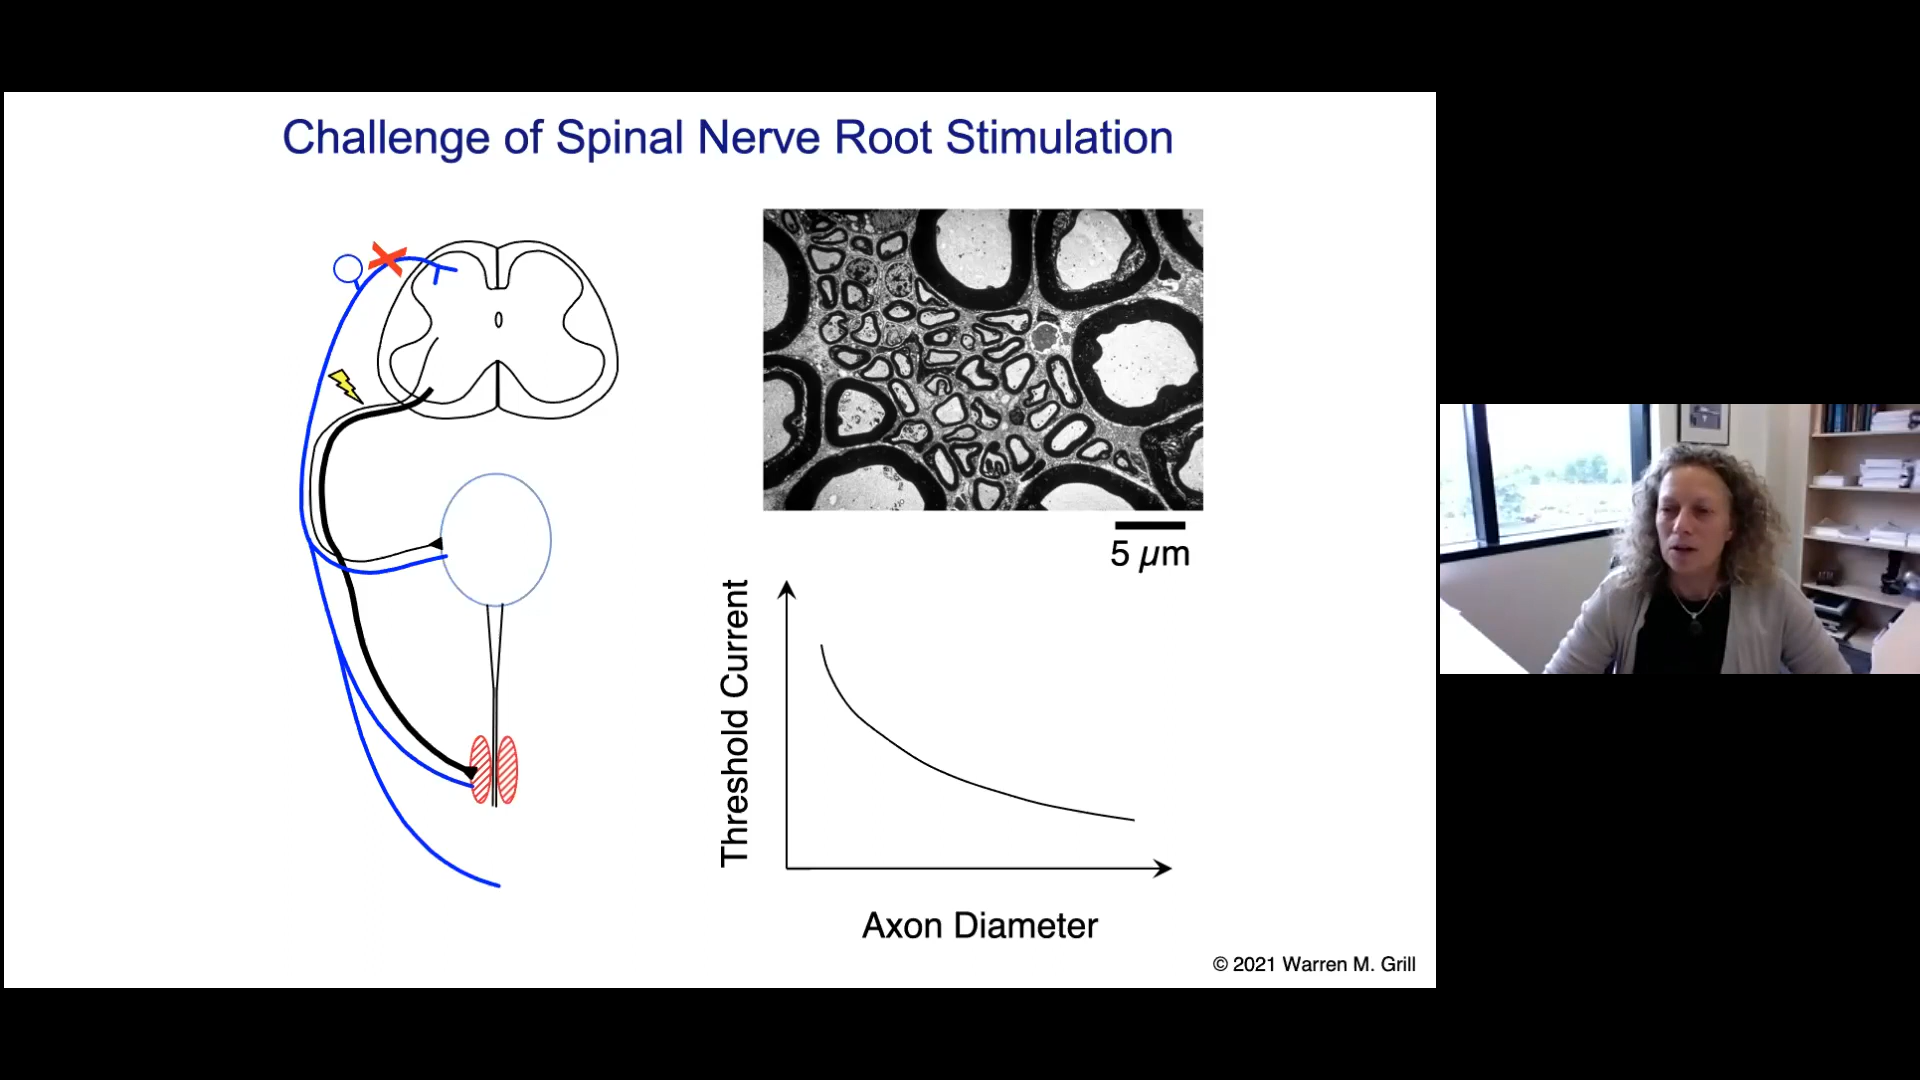 Challenge of Spinal Nerve Root Stimulation
5 µm
Threshold Current
Axon Diameter
© 2021 Warren M. Grill